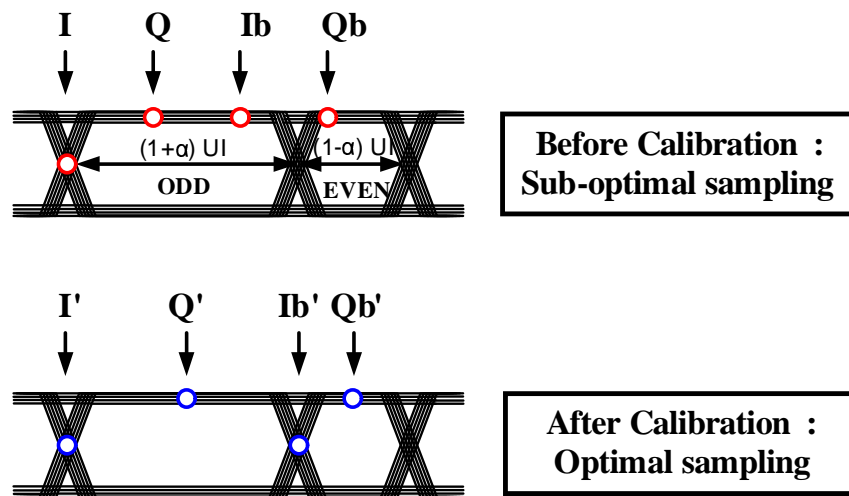 I Q Ib Qb
(1+α) UI (1-α) UI
ODD EVEN
Before Calibration :
Sub-optimal sampling
I' Q' Ib' Qb'
After Calibration :
Optimal sampling